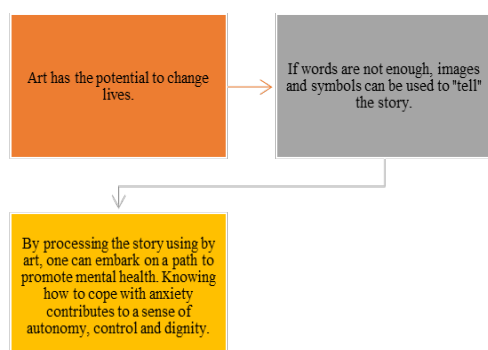 Art has the potential to change
lives.
If words are not enough, images
and symbols can be used to "tell"
the story.
By processing the story using by
art, one can embark on a path to
promote mental health. Knowing
how to cope with anxiety
contributes to a sense of
autonomy, control and dignity.